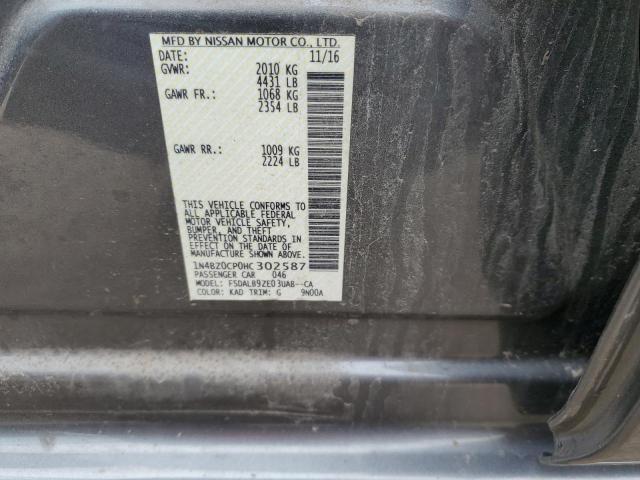 MFD BY NISSAN MOTOR CO., LTD.
DATE: 11/16
GVWR: 2010 KG
4431 LB
GAWR FR.: 1068 KG
2354 LB
GAWR RR.: 1009 KG
2224 LB
THIS VEHICLE CONFORMS TO
ALL APPLICABLE FEDERAL
MOTOR VEHICLE SAFETY,
BUMPER, AND THEFT
PREVENTION STANDARDS IN
EFFECT ON THE DATE OF
MANUFACTURE SHOWN ABOVE.
1N4BZ0CP0HC302587
PASSENGER CAR 046
MODEL: FSDALB9ZE03UAB--CA
COLOR: KAD TRIM: G 9N00A